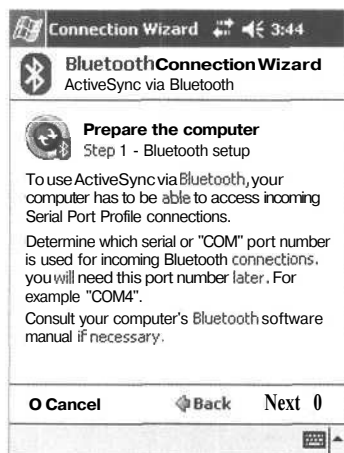 Connection Wizard 3:44
Bluetooth Connection Wizard
ActiveSync via Bluetooth
Prepare the computer
Step 1 - Bluetooth setup
To use ActiveSync via Bluetooth, your
computer has to be able to access incoming
Serial Port Profile connections.
Determine which serial or "COM" port number
is used for incoming Bluetooth connections.
you will need this port number later. For
example "COM4".
Consult your computer's Bluetooth software
manual if necessary.
O Cancel Back Next 0